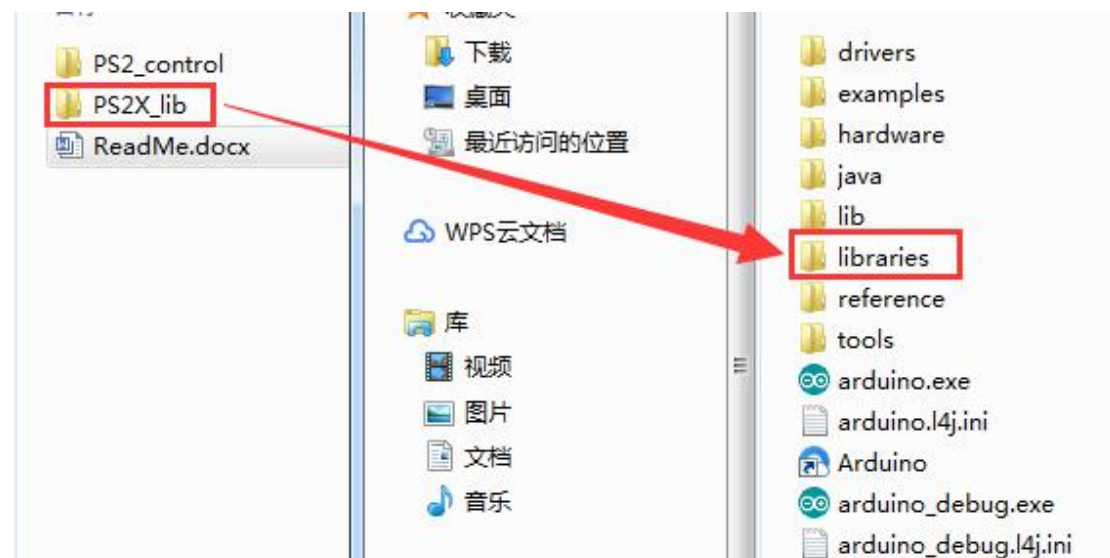 PS2_control
PS2X_lib
ReadMe.docx
下载
桌面
最近访问的位置
WPS云文档
库
视频
图片
文档
音乐
drivers
examples
hardware
java
lib
libraries
reference
tools
arduino.exe
arduino.l4j.ini
Arduino
arduino_debug.exe
arduino_debug.l4j.ini